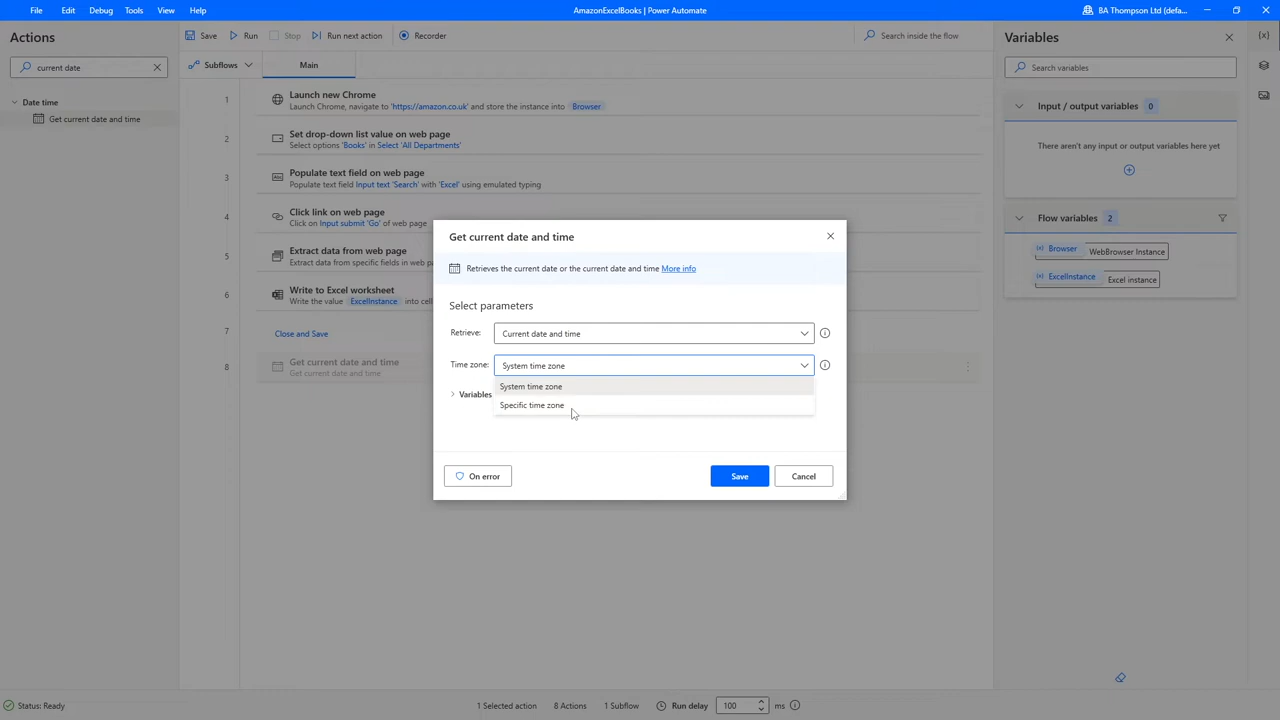 File Edit Debug Tools View Help
AmazonExcelBooks | Power Automate
BA Thompson Ltd (defa...
Actions
Save Run Stop Run next action Recorder
Search inside the flow
Variables
{x}
current date
Subflows
Main
Search variables
Date time
Get current date and time
1
Launch new Chrome
Launch Chrome, navigate to 'https://amazon.co.uk' and store the instance into Browser
2
Set drop-down list value on web page
Select options 'Books' in Select 'All Departments'
3
Populate text field on web page
Populate text field Input text 'Search' with 'Excel' using emulated typing
4
Click link on web page
Click on Input submit 'Go' of web page
5
Extract data from web page
Extract data from specific fields in web pa
6
Write to Excel worksheet
Write the value ExcelInstance into cell
7
Close and Save
8
Get current date and time
Get current date and time
Input / output variables 0
There aren't any input or output variables here yet
Flow variables 2
{x} Browser WebBrowser Instance
{x} ExcelInstance Excel instance
Get current date and time
Retrieves the current date or the current date and time More info
Select parameters
Retrieve: Current date and time
Time zone: System time zone
System time zone
Specific time zone
Variables
On error
Save
Cancel
Status: Ready
1 Selected action 8 Actions 1 Subflow Run delay 100 ms